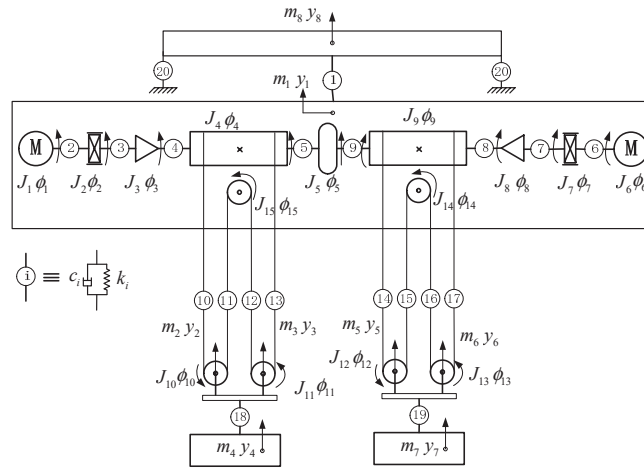 m₈ y₈
20
1
20
m₁ y₁
J₄ ϕ₄
J₉ ϕ₉
M
2
3
4
5
9
8
7
6
M
J₁ ϕ₁
J₂ ϕ₂
J₃ ϕ₃
J₅ ϕ₅
J₈ ϕ₈
J₇ ϕ₇
J₆ ϕ₆
J₁₅ ϕ₁₅
J₁₄ ϕ₁₄
i ≡ cᵢ kᵢ
10
11
12
13
14
15
16
17
m₂ y₂
m₃ y₃
m₅ y₅
m₆ y₆
J₁₀ ϕ₁₀
J₁₁ ϕ₁₁
J₁₂ ϕ₁₂
J₁₃ ϕ₁₃
18
19
m₄ y₄
m₇ y₇